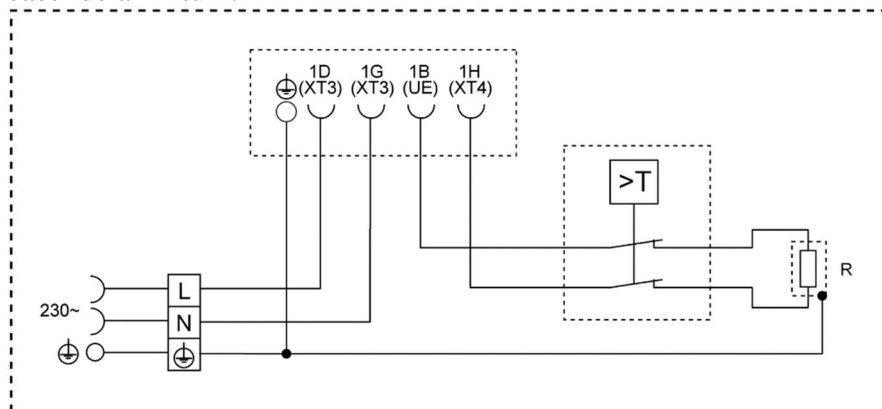 1D 1G 1B 1H
(XT3) (XT3) (UE) (XT4)
>T
R
L
230~
N